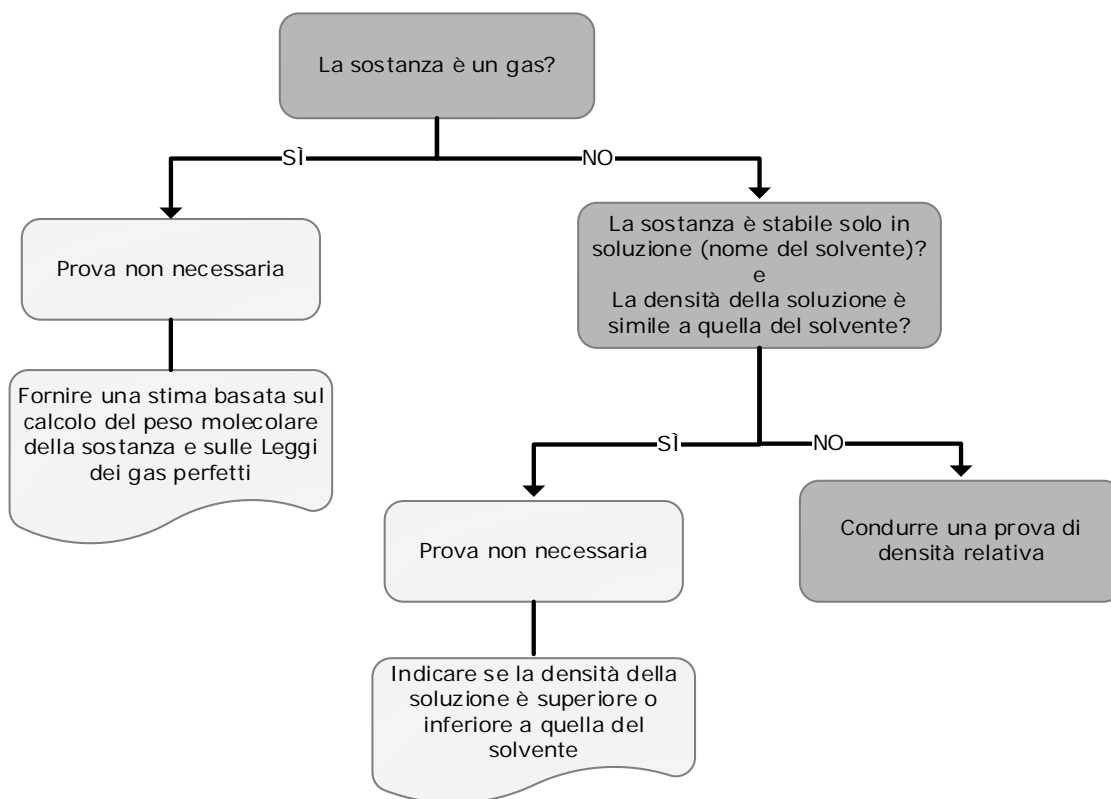 La sostanza è un gas?
SÌ
NO
Prova non necessaria
La sostanza è stabile solo in
soluzione (nome del solvente)?
e
La densità della soluzione è
simile a quella del solvente?
Fornire una stima basata sul
calcolo del peso molecolare
della sostanza e sulle Leggi
dei gas perfetti
SÌ
NO
Prova non necessaria
Condurre una prova di
densità relativa
Indicare se la densità della
soluzione è superiore o
inferiore a quella del
solvente